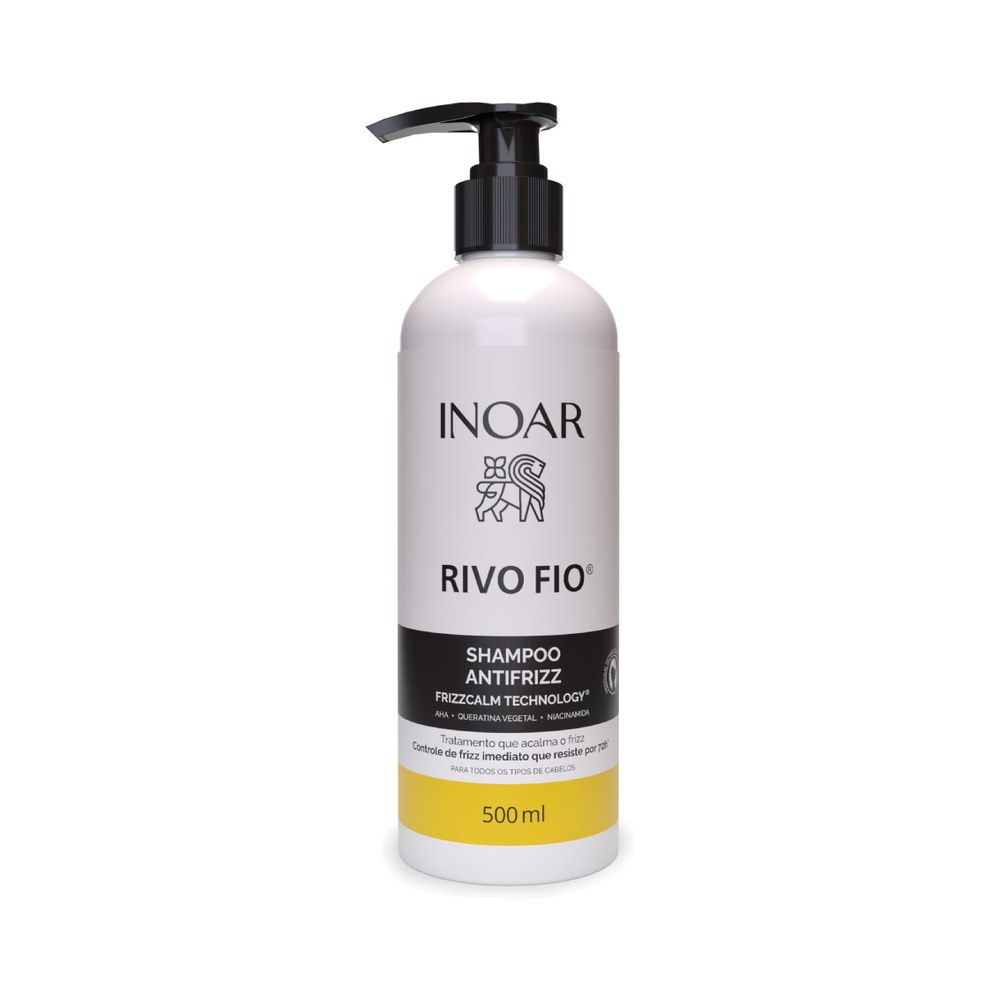 INOAR
RIVO FIO®
SHAMPOO
ANTIFRIZZ
FRIZZCALM TECHNOLOGY®
AHA • QUERATINA VEGETAL • NIACINAMIDA
Tratamento que acalma o frizz
Controle de frizz imediato que resiste por 72h*
PARA TODOS OS TIPOS DE CABELOS
500 ml